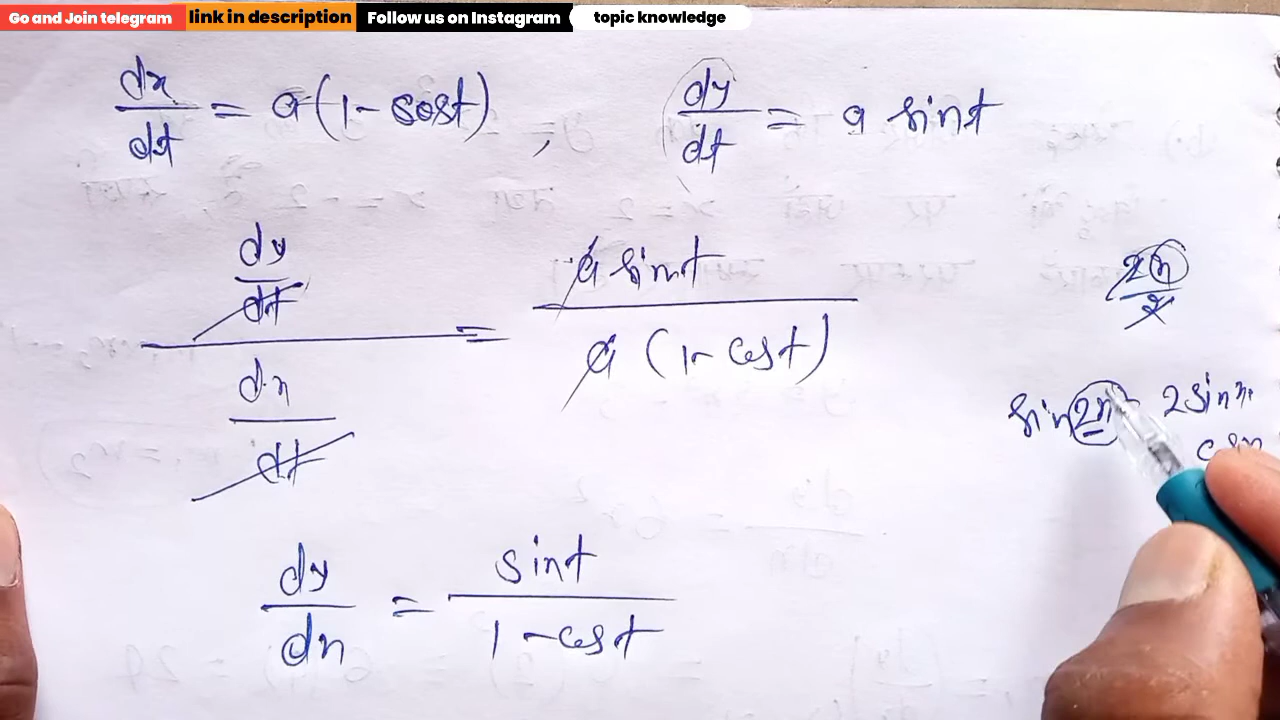 Go and Join telegram link in description Follow us on Instagram topic knowledge
dx/dt = a(1 - cost) , dy/dt = a sint
dy/dt / dx/dt = a sint / a (1 - cost)
2x/2
sin2x = 2sinx.
cosx
dy/dx = sint / 1 - cost